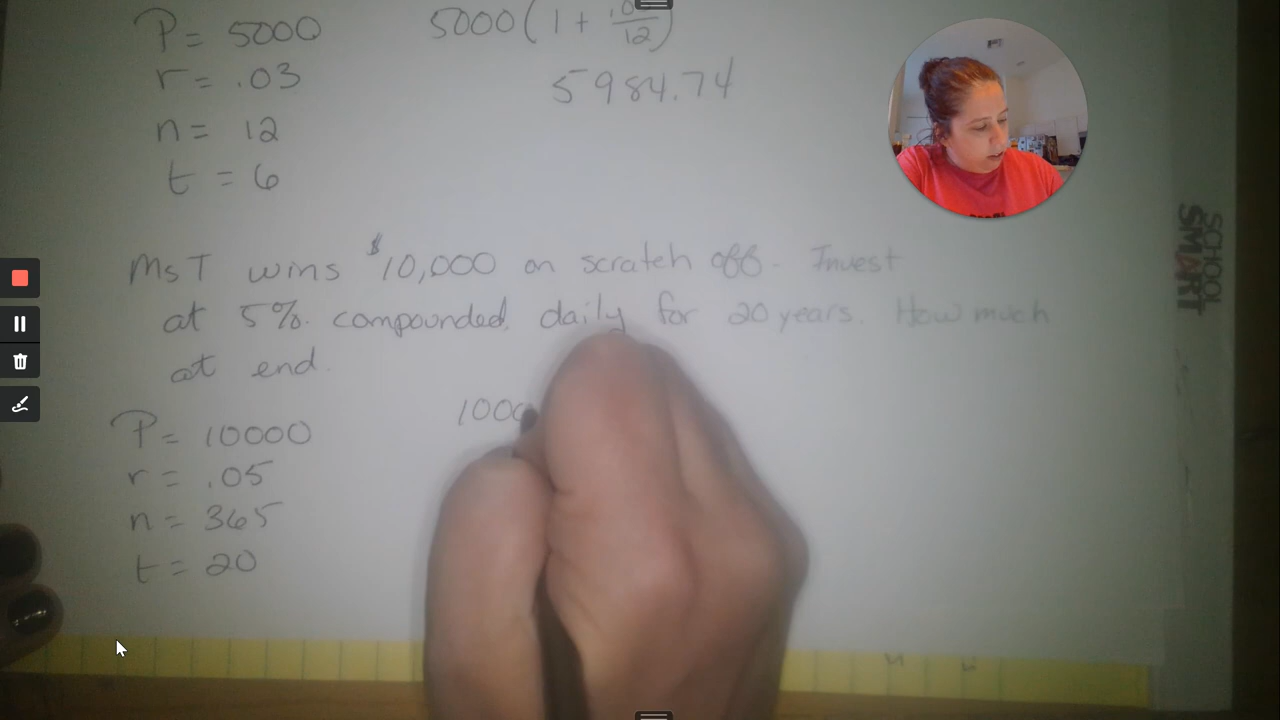 P = 5000
r = .03
n = 12
t = 6
5000(1 + /12)
5984.74
Ms T wins $10,000 on scratch off. Invest
at 5% compounded daily for 20 years. How much
at end.
P = 10000
r = .05
n = 365
t = 20
1000
SCHOOL
SMART